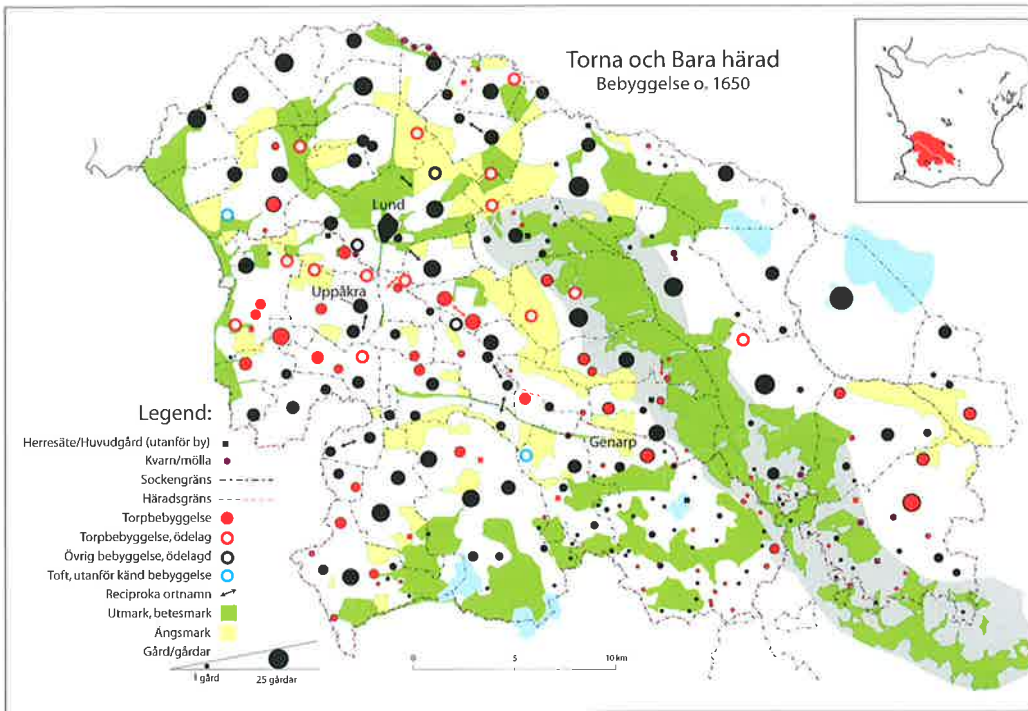 Torna och Bara härad
Bebyggelse o. 1650
Lund
Uppåkra
Genarp
Legend:
Herresäte/Huvudgård (utanför by)
Kvarn/mölla
Sockengräns
Häradsgräns
Torpbebyggelse
Torpbebyggelse, ödelag
Övrig bebyggelse, ödelagd
Toft, utanför känd bebyggelse
Reciproka ortnamn
Utmark, betesmark
Ängsmark
Gård/gårdar
1 gård
25 gårdar
0 5 10 km